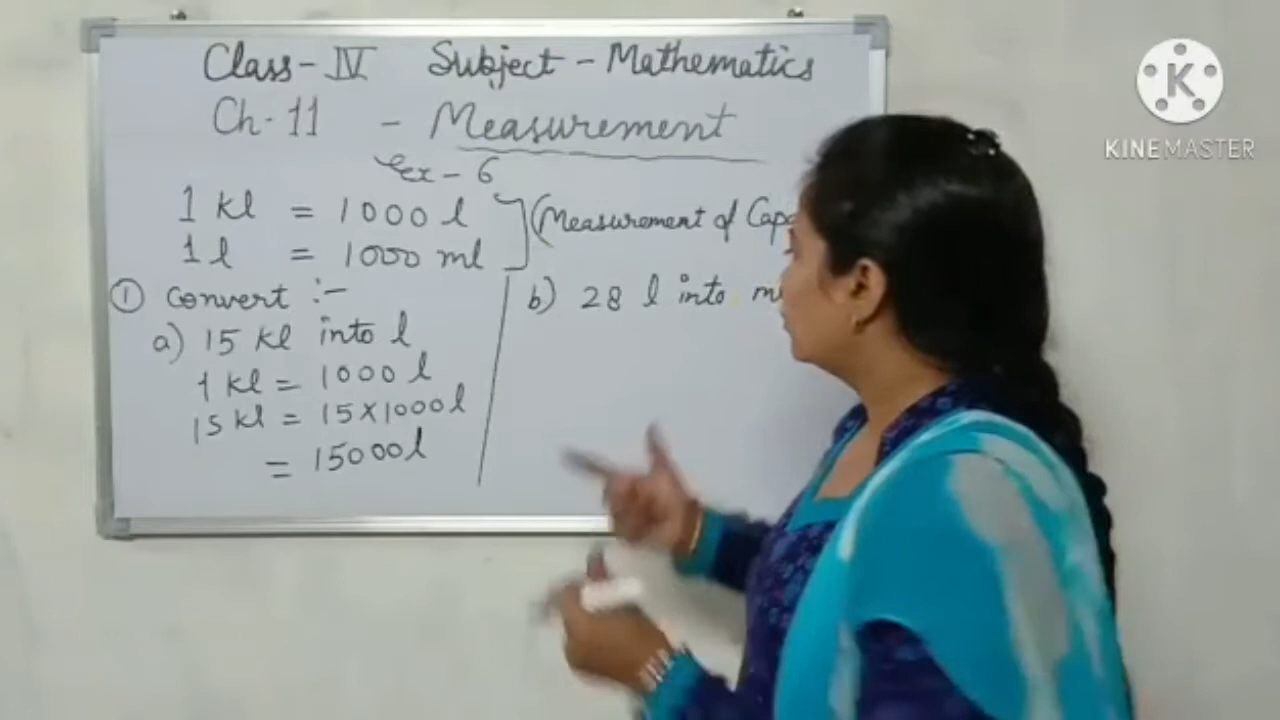 Class - IV Subject - Mathematics
Ch. 11 - Measurement
Ex - 6
1 kl = 1000 l
1 l = 1000 ml
(Measurement of
① Convert :-
a) 15 kl into l
1 kl = 1000 l
15 kl = 15 x 1000 l
= 15000 l
b) 28 l into
K
KINEMASTER